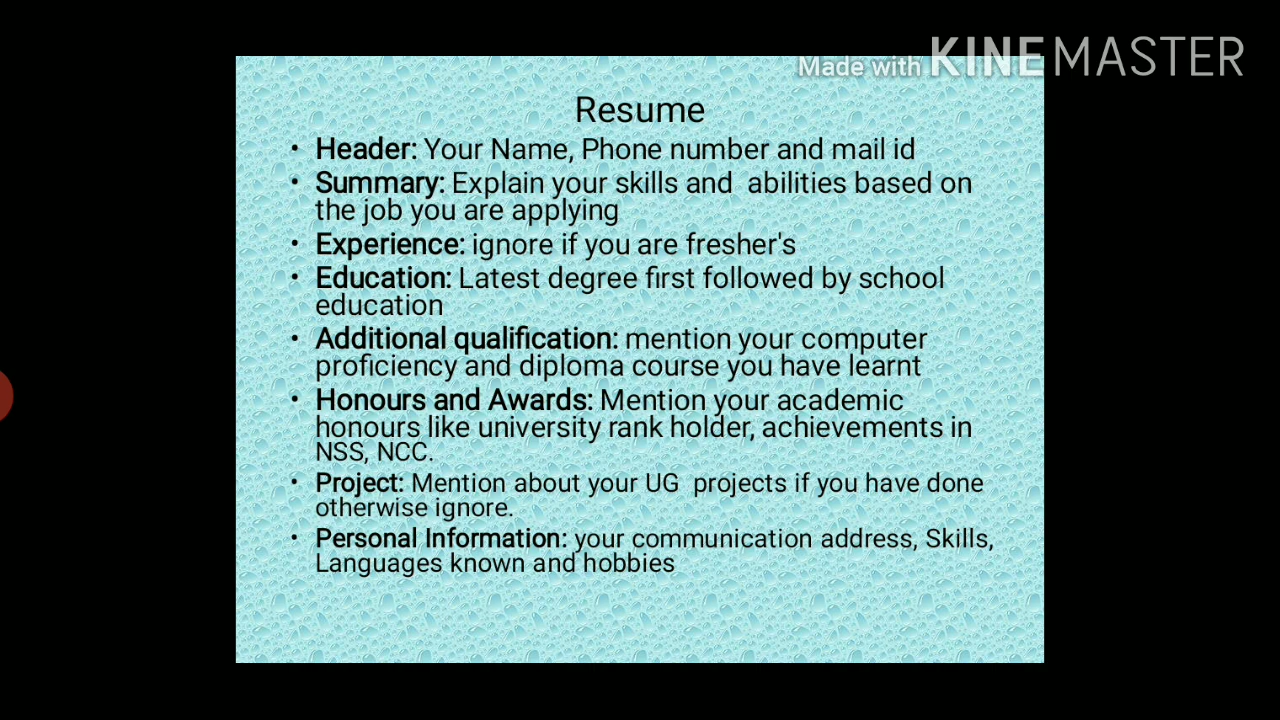 Made with KINEMASTER
Resume
• Header: Your Name, Phone number and mail id
• Summary: Explain your skills and  abilities based on
the job you are applying
• Experience: ignore if you are fresher's
• Education: Latest degree first followed by school
education
• Additional qualification: mention your computer
proficiency and diploma course you have learnt
• Honours and Awards: Mention your academic
honours like university rank holder, achievements in
NSS, NCC.
• Project: Mention about your UG  projects if you have done
otherwise ignore.
• Personal Information: your communication address, Skills,
Languages known and hobbies